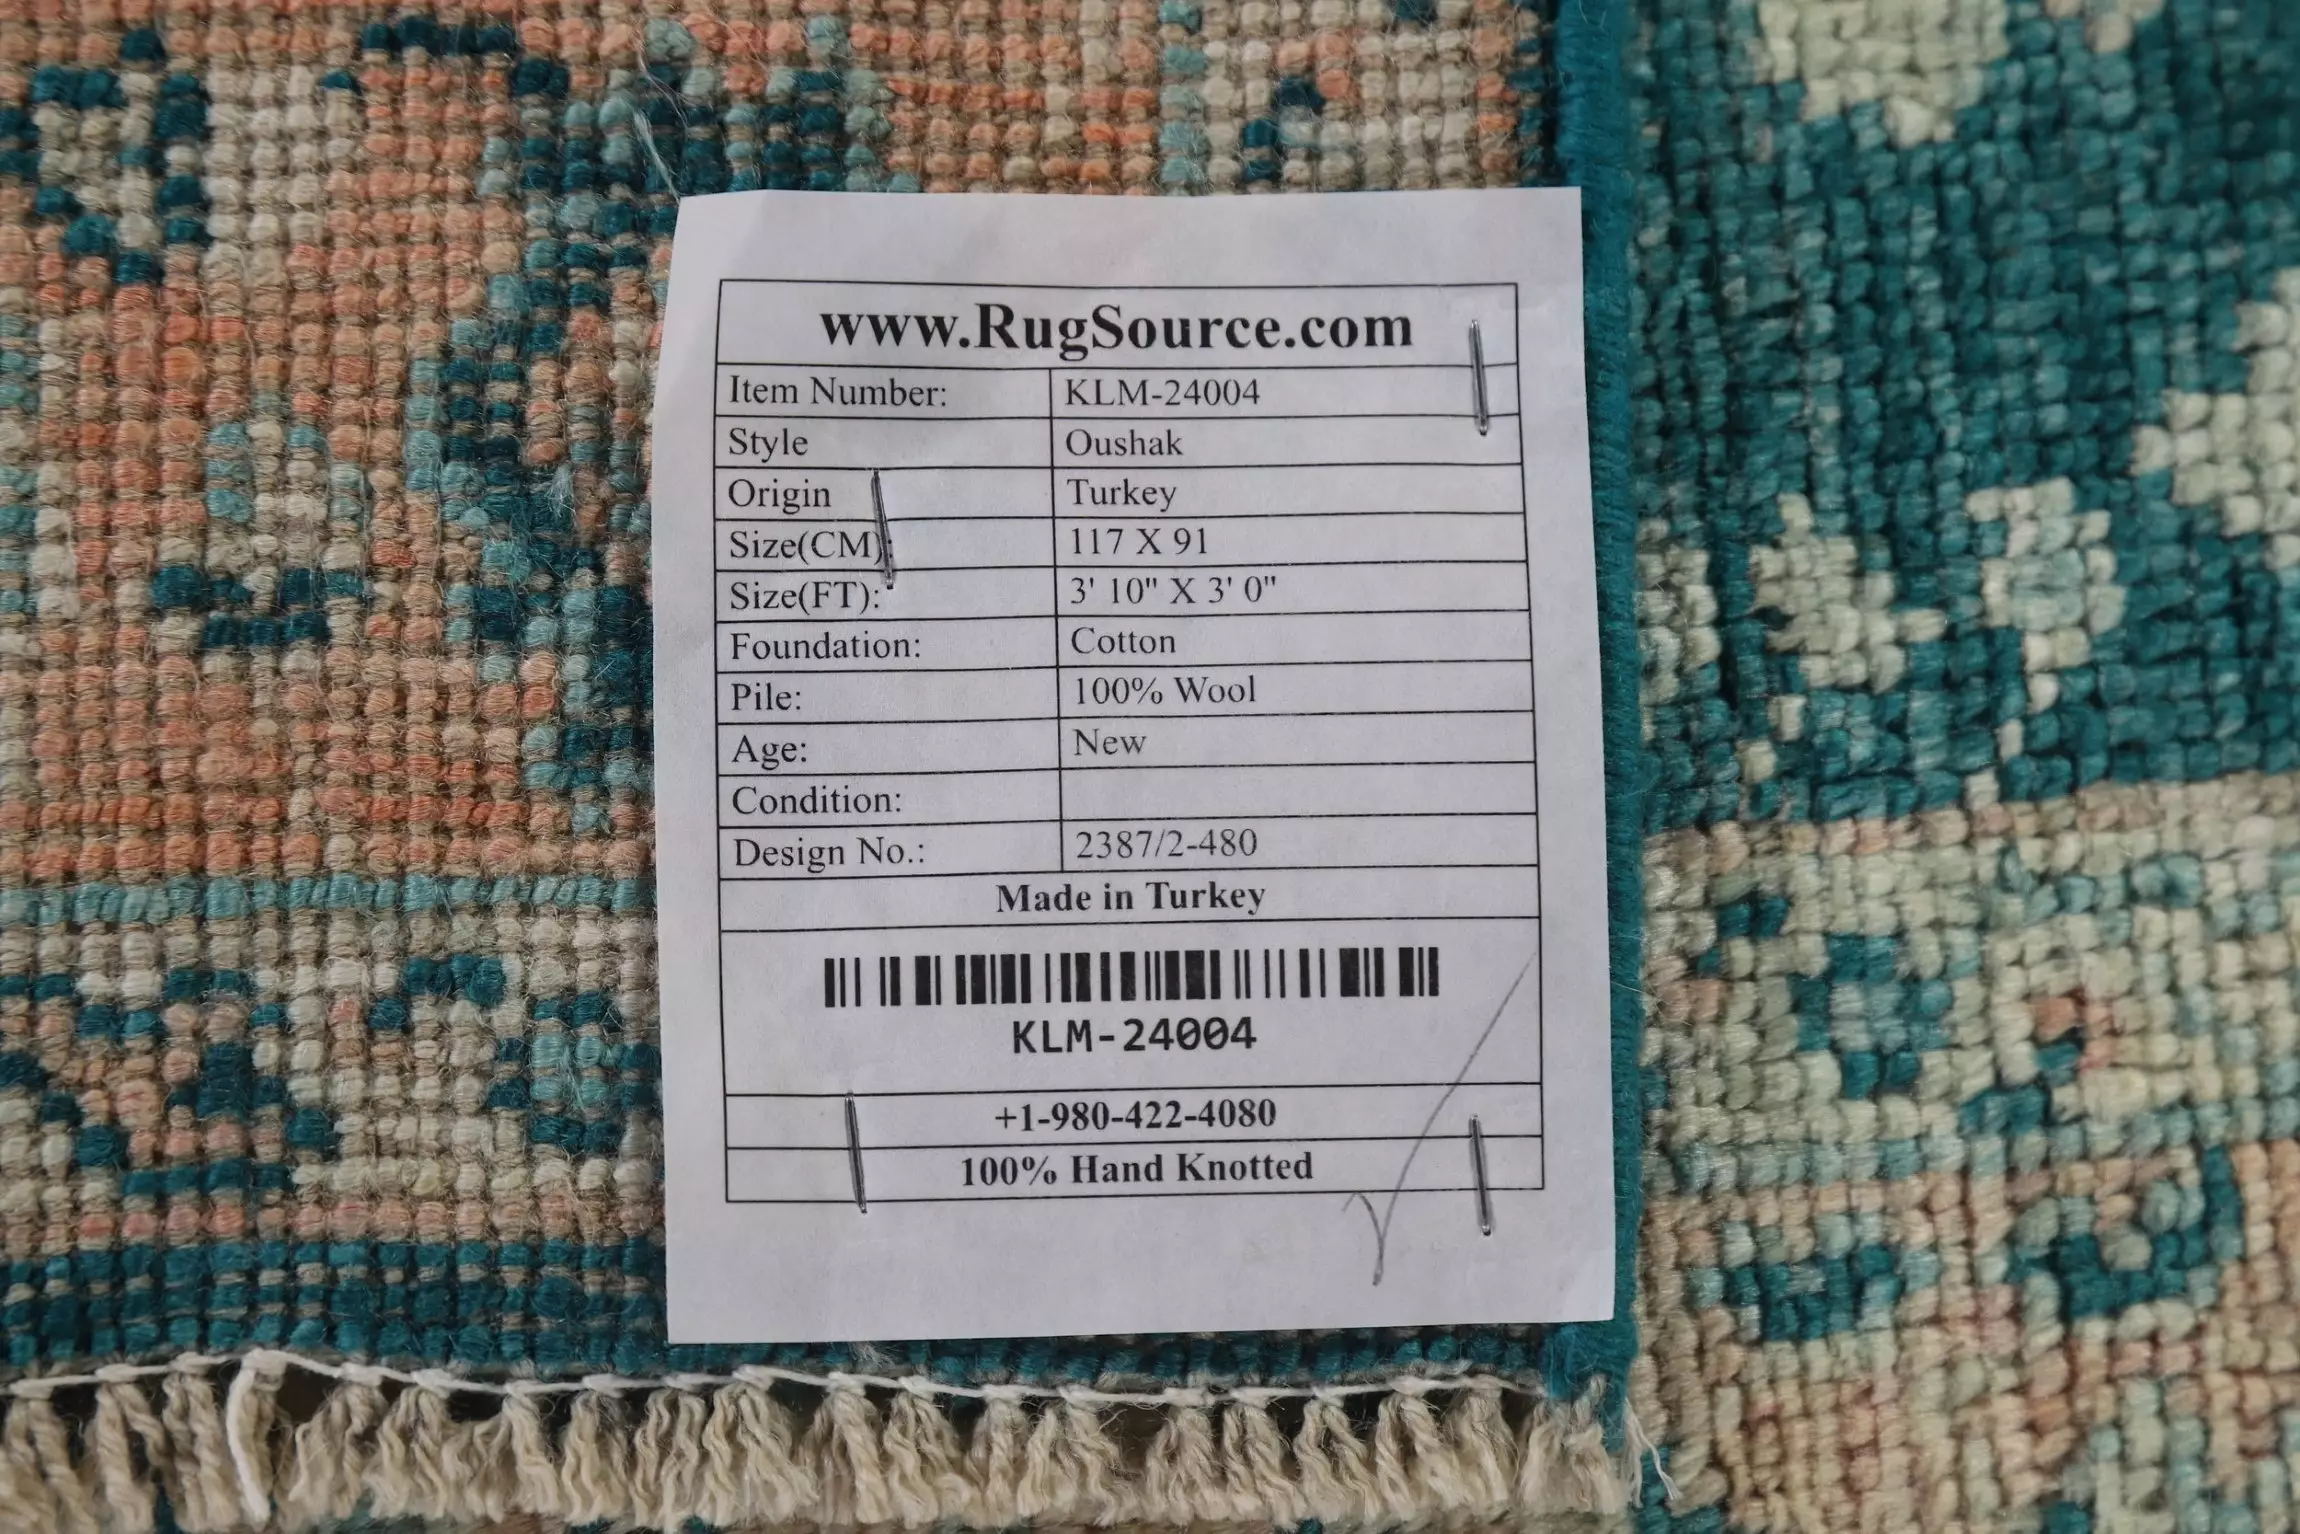 www.RugSource.com
Item Number: KLM-24004
Style Oushak
Origin Turkey
Size(CM): 117 X 91
Size(FT): 3' 10" X 3' 0"
Foundation: Cotton
Pile: 100% Wool
Age: New
Condition:
Design No.: 2387/2-480
Made in Turkey
KLM-24004
+1-980-422-4080
100% Hand Knotted